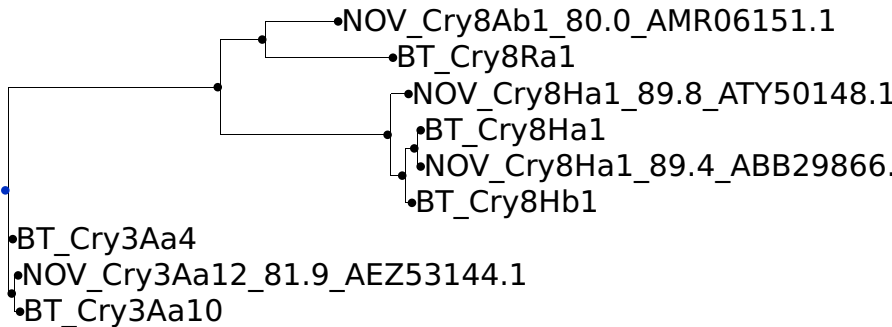 NOV_Cry8Ab1_80.0_AMR06151.1
BT_Cry8Ra1
NOV_Cry8Ha1_89.8_ATY50148.1
BT_Cry8Ha1
NOV_Cry8Ha1_89.4_ABB29866.
BT_Cry8Hb1
BT_Cry3Aa4
NOV_Cry3Aa12_81.9_AEZ53144.1
BT_Cry3Aa10